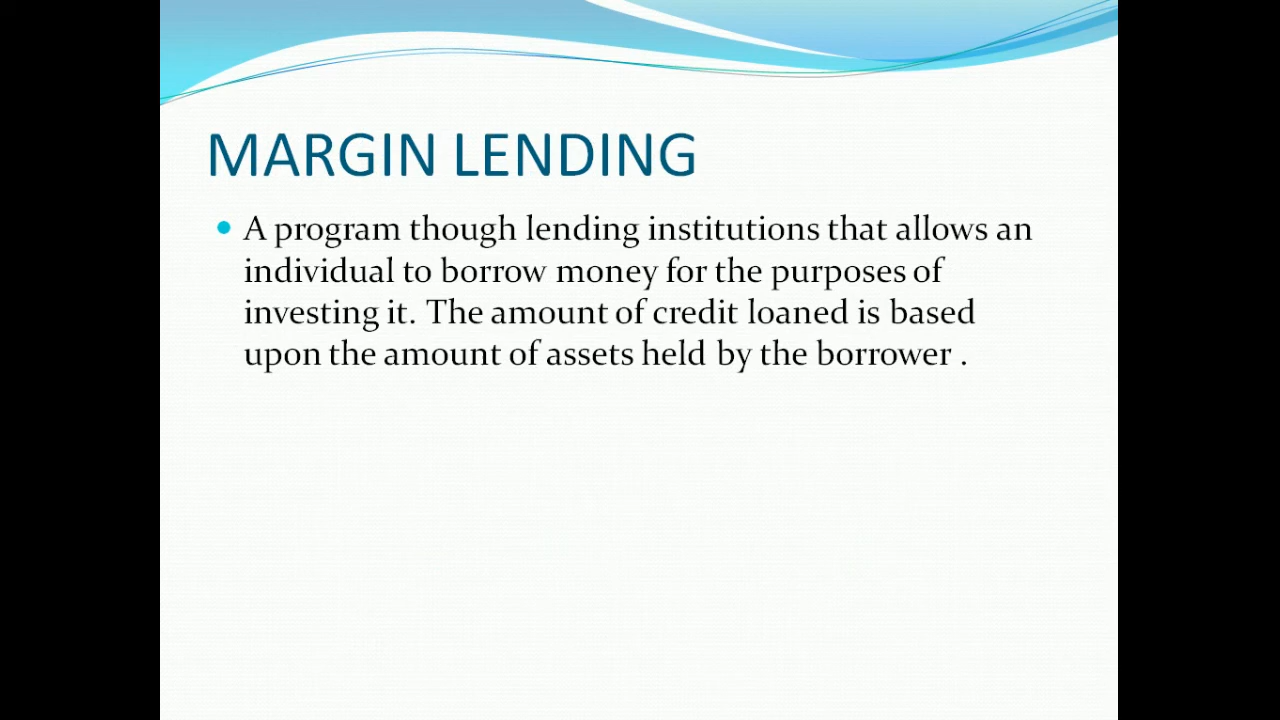 MARGIN LENDING
• A program though lending institutions that allows an
individual to borrow money for the purposes of
investing it. The amount of credit loaned is based
upon the amount of assets held by the borrower .